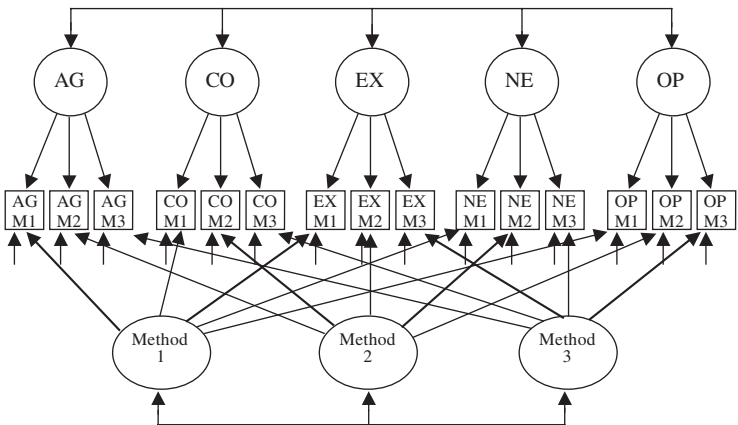 AG CO EX NE OP
AG AG AG CO CO CO EX EX EX NE NE NE OP OP OP
M1 M2 M3 M1 M2 M3 M1 M2 M3 M1 M2 M3 M1 M2 M3
Method Method Method
1 2 3